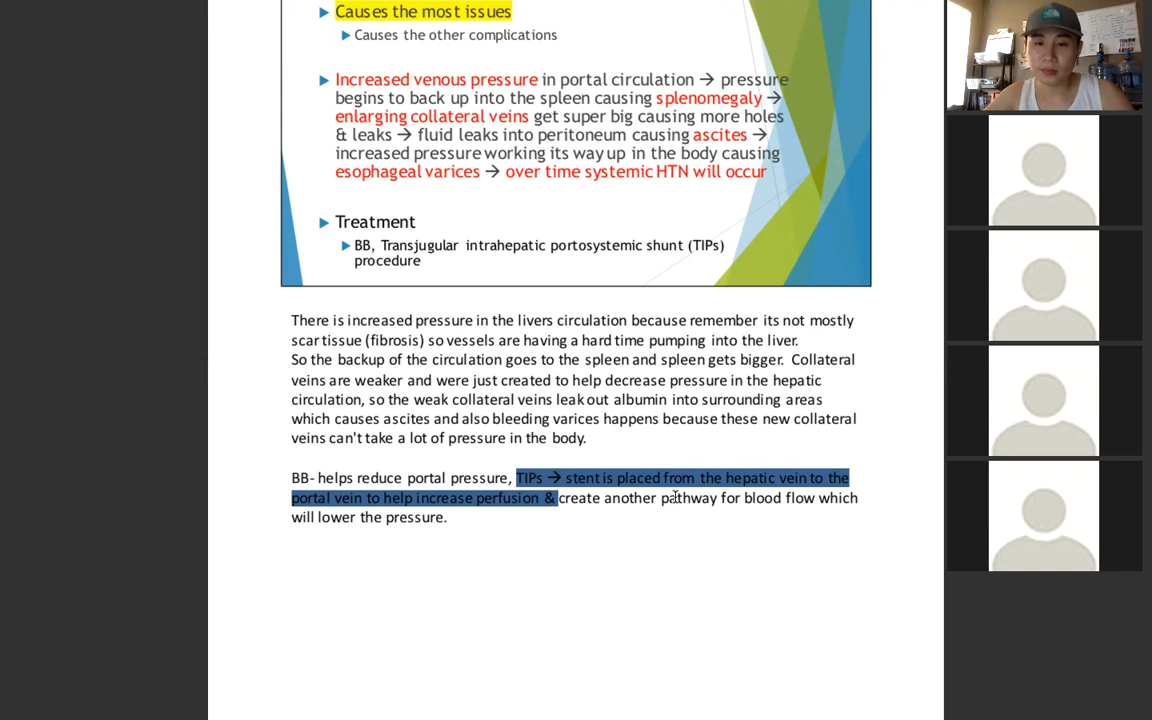 Causes the most issues
Causes the other complications
Increased venous pressure in portal circulation → pressure
begins to back up into the spleen causing splenomegaly →
enlarging collateral veins get super big causing more holes
& leaks → fluid leaks into peritoneum causing ascites →
increased pressure working its way up in the body causing
esophageal varices → over time systemic HTN will occur
Treatment
BB, Transjugular intrahepatic portosystemic shunt (TIPs)
procedure
There is increased pressure in the livers circulation because remember its not mostly
scar tissue (fibrosis) so vessels are having a hard time pumping into the liver.
So the backup of the circulation goes to the spleen and spleen gets bigger. Collateral
veins are weaker and were just created to help decrease pressure in the hepatic
circulation, so the weak collateral veins leak out albumin into surrounding areas
which causes ascites and also bleeding varices happens because these new collateral
veins can't take a lot of pressure in the body.
BB- helps reduce portal pressure, TIPs → stent is placed from the hepatic vein to the
portal vein to help increase perfusion & create another pathway for blood flow which
will lower the pressure.